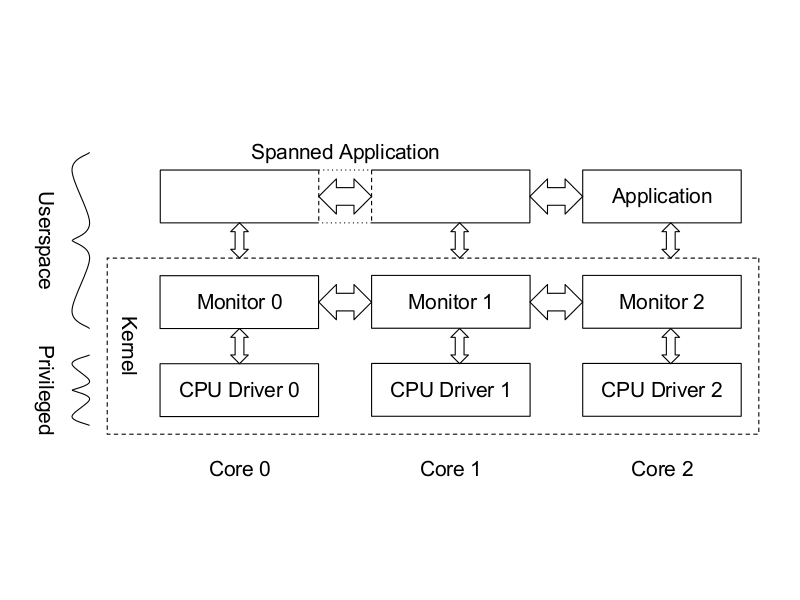 Spanned Application
Application
Userspace
Monitor 0
Monitor 1
Monitor 2
Kernel
Privileged
CPU Driver 0
CPU Driver 1
CPU Driver 2
Core 0
Core 1
Core 2